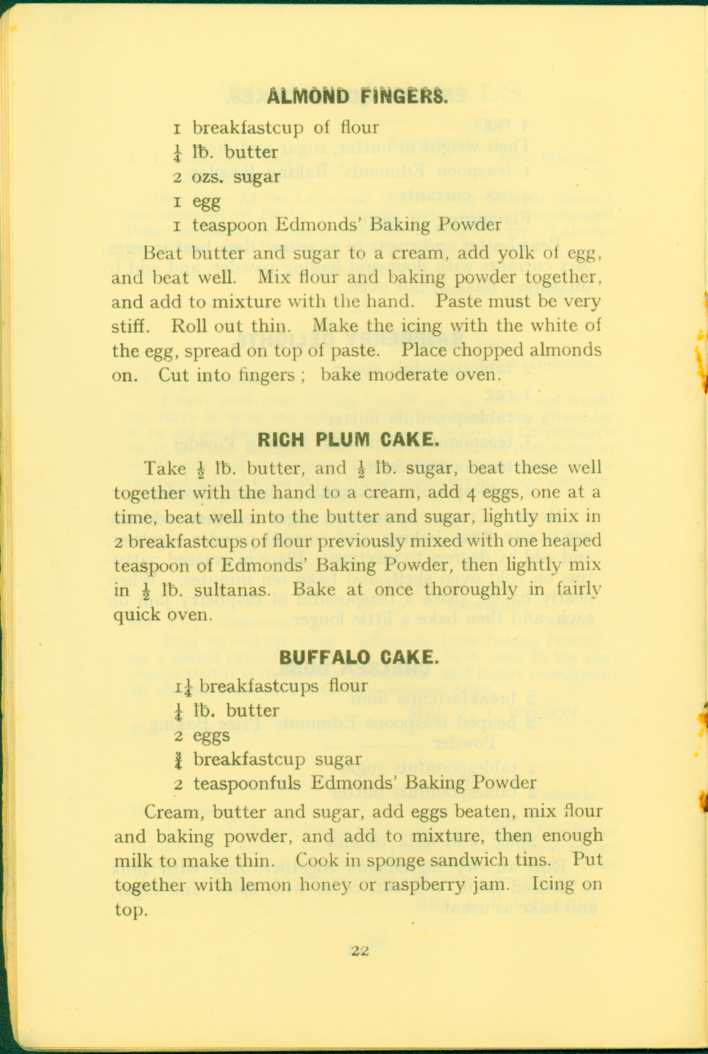 ALMOND FINGERS.
1 breakfastcup of flour
¼ lb. butter
2 ozs. sugar
1 egg
1 teaspoon Edmonds' Baking Powder
Beat butter and sugar to a cream, add yolk of egg,
and beat well. Mix flour and baking powder together,
and add to mixture with the hand. Paste must be very
stiff. Roll out thin. Make the icing with the white of
the egg, spread on top of paste. Place chopped almonds
on. Cut into fingers ; bake moderate oven.
RICH PLUM CAKE.
Take ½ lb. butter, and ½ lb. sugar, beat these well
together with the hand to a cream, add 4 eggs, one at a
time, beat well into the butter and sugar, lightly mix in
2 breakfastcups of flour previously mixed with one heaped
teaspoon of Edmonds' Baking Powder, then lightly mix
in ½ lb. sultanas. Bake at once thoroughly in fairly
quick oven.
BUFFALO CAKE.
1¼ breakfastcups flour
¼ lb. butter
2 eggs
¾ breakfastcup sugar
2 teaspoonfuls Edmonds' Baking Powder
Cream, butter and sugar, add eggs beaten, mix flour
and baking powder, and add to mixture, then enough
milk to make thin. Cook in sponge sandwich tins. Put
together with lemon honey or raspberry jam. Icing on
top.
22